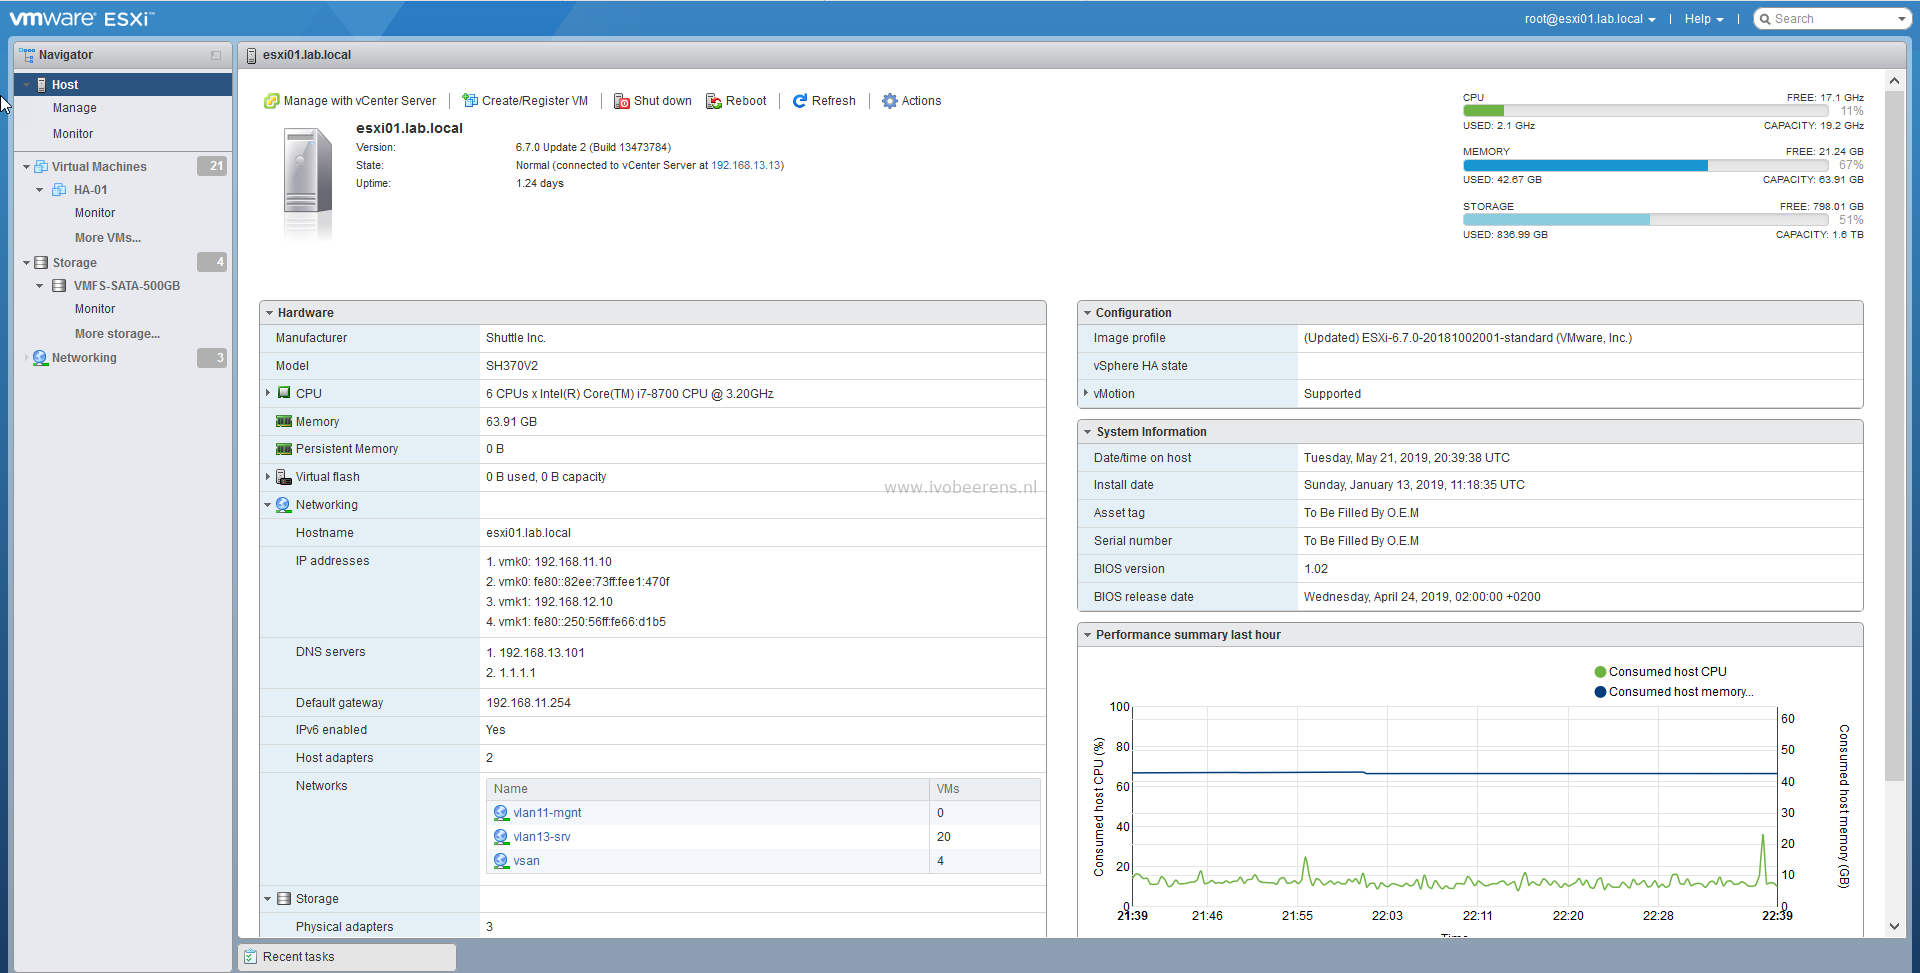 vmware ESXi™
root@esxi01.lab.local
|
Help
|
Search
Navigator
Host
Manage
Monitor
Virtual Machines 21
HA-01
Monitor
More VMs...
Storage 4
VMFS-SATA-500GB
Monitor
More storage...
Networking 3
esxi01.lab.local
Manage with vCenter Server | Create/Register VM | Shut down Reboot | Refresh | Actions
esxi01.lab.local
Version: 6.7.0 Update 2 (Build 13473784)
State: Normal (connected to vCenter Server at 192.168.13.13)
Uptime: 1.24 days
CPU FREE: 17.1 GHz
11%
USED: 2.1 GHz CAPACITY: 19.2 GHz
MEMORY FREE: 21.24 GB
67%
USED: 42.67 GB CAPACITY: 63.91 GB
STORAGE FREE: 798.01 GB
51%
USED: 836.99 GB CAPACITY: 1.6 TB
Hardware
Manufacturer Shuttle Inc.
Model SH370V2
CPU 6 CPUs x Intel(R) Core(TM) i7-8700 CPU @ 3.20GHz
Memory 63.91 GB
Persistent Memory 0 B
Virtual flash 0 B used, 0 B capacity
www.ivobeerens.nl
Networking
Hostname esxi01.lab.local
IP addresses 1. vmk0: 192.168.11.10
2. vmk0: fe80::82ee:73ff:fee1:470f
3. vmk1: 192.168.12.10
4. vmk1: fe80::250:56ff:fe66:d1b5
DNS servers 1. 192.168.13.101
2. 1.1.1.1
Default gateway 192.168.11.254
IPv6 enabled Yes
Host adapters 2
Networks Name VMs
vlan11-mgnt 0
vlan13-srv 20
vsan 4
Storage
Physical adapters 3
Configuration
Image profile (Updated) ESXi-6.7.0-20181002001-standard (VMware, Inc.)
vSphere HA state
vMotion Supported
System Information
Date/time on host Tuesday, May 21, 2019, 20:39:38 UTC
Install date Sunday, January 13, 2019, 11:18:35 UTC
Asset tag To Be Filled By O.E.M
Serial number To Be Filled By O.E.M
BIOS version 1.02
BIOS release date Wednesday, April 24, 2019, 02:00:00 +0200
Performance summary last hour
Consumed host CPU
Consumed host memory...
Consumed host CPU (%)
100
80
60
40
20
0
60
50
40
30
20
10
0
Consumed host memory (GB)
21:39 21:46 21:55 22:03 22:11 22:20 22:28 22:39
Time
Recent tasks